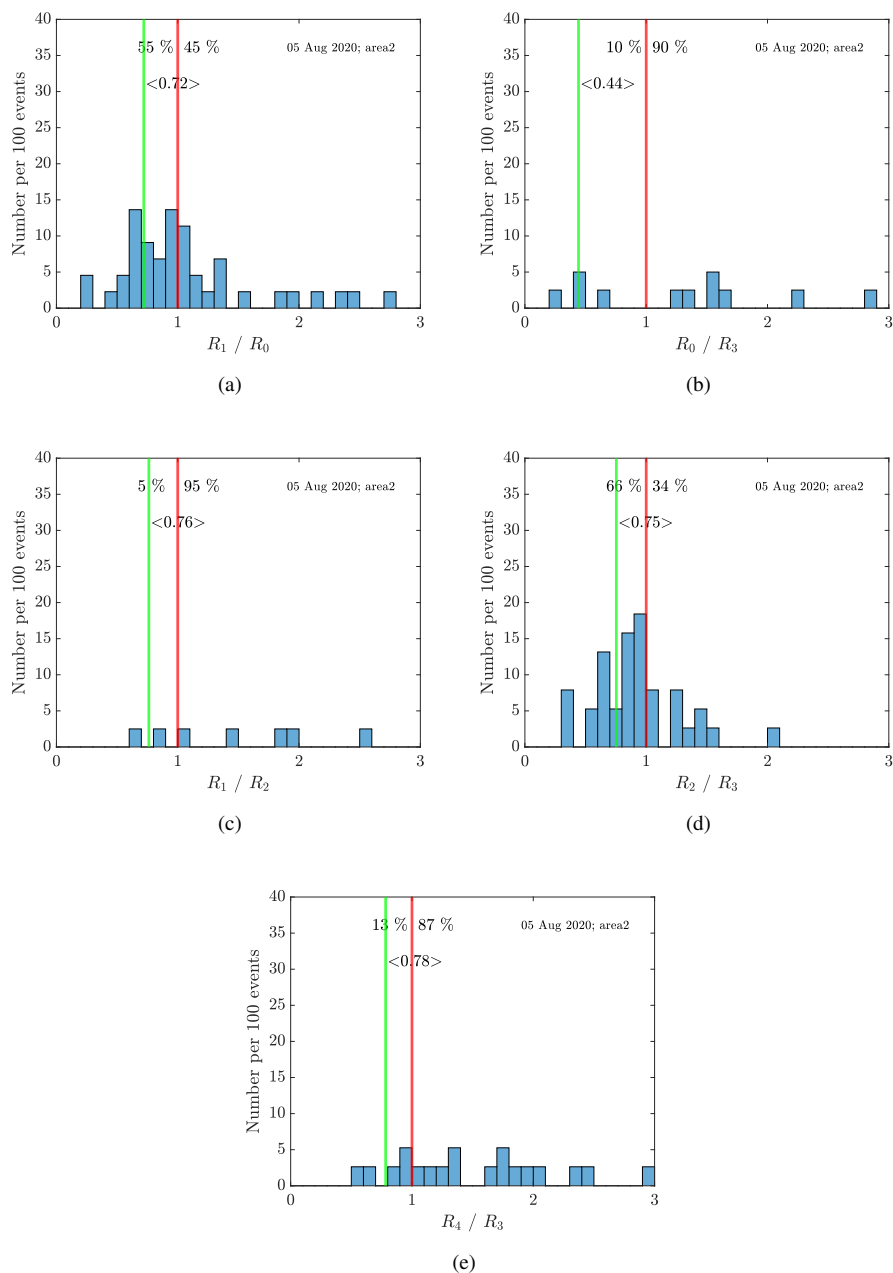 55 % 45 % 05 Aug 2020; area2
<0.72>
Number per 100 events
40
35
30
25
20
15
10
5
0
0 1 2 3
R₁ / R₀
(a)
10 % 90 % 05 Aug 2020; area2
<0.44>
Number per 100 events
40
35
30
25
20
15
10
5
0
0 1 2 3
R₀ / R₃
(b)
5 % 95 % 05 Aug 2020; area2
<0.76>
Number per 100 events
40
35
30
25
20
15
10
5
0
0 1 2 3
R₁ / R₂
(c)
66 % 34 % 05 Aug 2020; area2
<0.75>
Number per 100 events
40
35
30
25
20
15
10
5
0
0 1 2 3
R₂ / R₃
(d)
13 % 87 % 05 Aug 2020; area2
<0.78>
Number per 100 events
40
35
30
25
20
15
10
5
0
0 1 2 3
R₄ / R₃
(e)